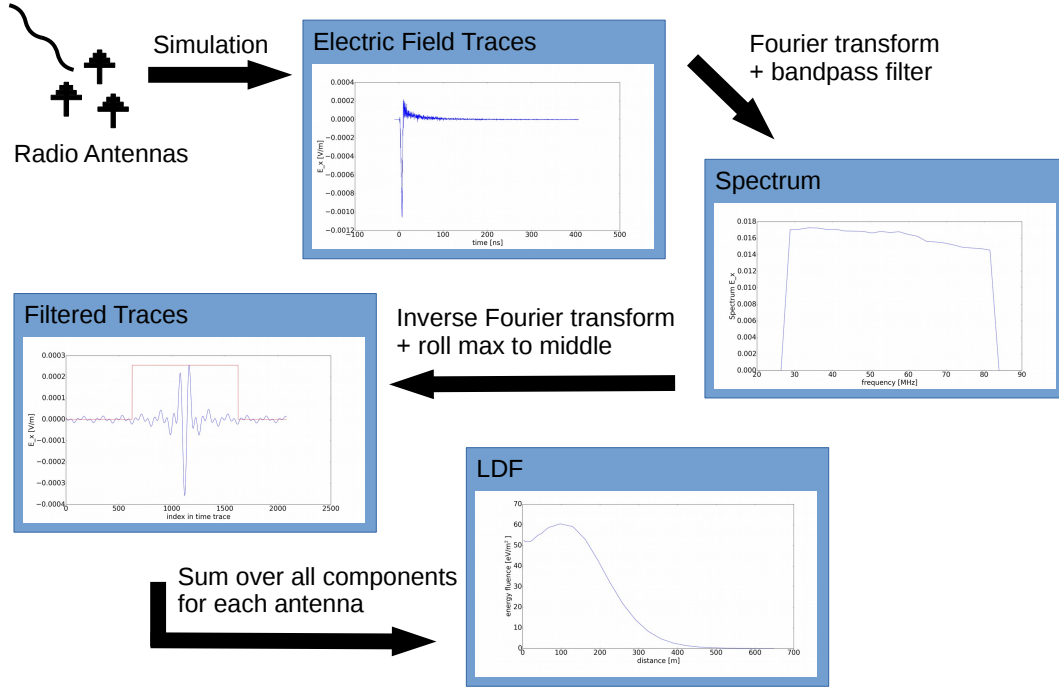 Simulation
Radio Antennas
Electric Field Traces
0.0004
0.0002
0.0000
−0.0002
−0.0004
−0.0006
−0.0008
−0.0010
−0.0012
E_x [V/m]
−100 0 100 200 300 400 500
time [ns]
Fourier transform
+ bandpass filter
Spectrum
0.018
0.016
0.014
0.012
0.010
0.008
0.006
0.004
0.002
0.000
Spectrum E_x
20 30 40 50 60 70 80 90
frequency [MHz]
Inverse Fourier transform
+ roll max to middle
Filtered Traces
0.0003
0.0002
0.0001
0.0000
−0.0001
−0.0002
−0.0003
−0.0004
E_x [V/m]
0 500 1000 1500 2000 2500
index in time trace
Sum over all components
for each antenna
LDF
70
60
50
40
30
20
10
0
energy fluence [eV/m² ]
0 100 200 300 400 500 600 700
distance [m]